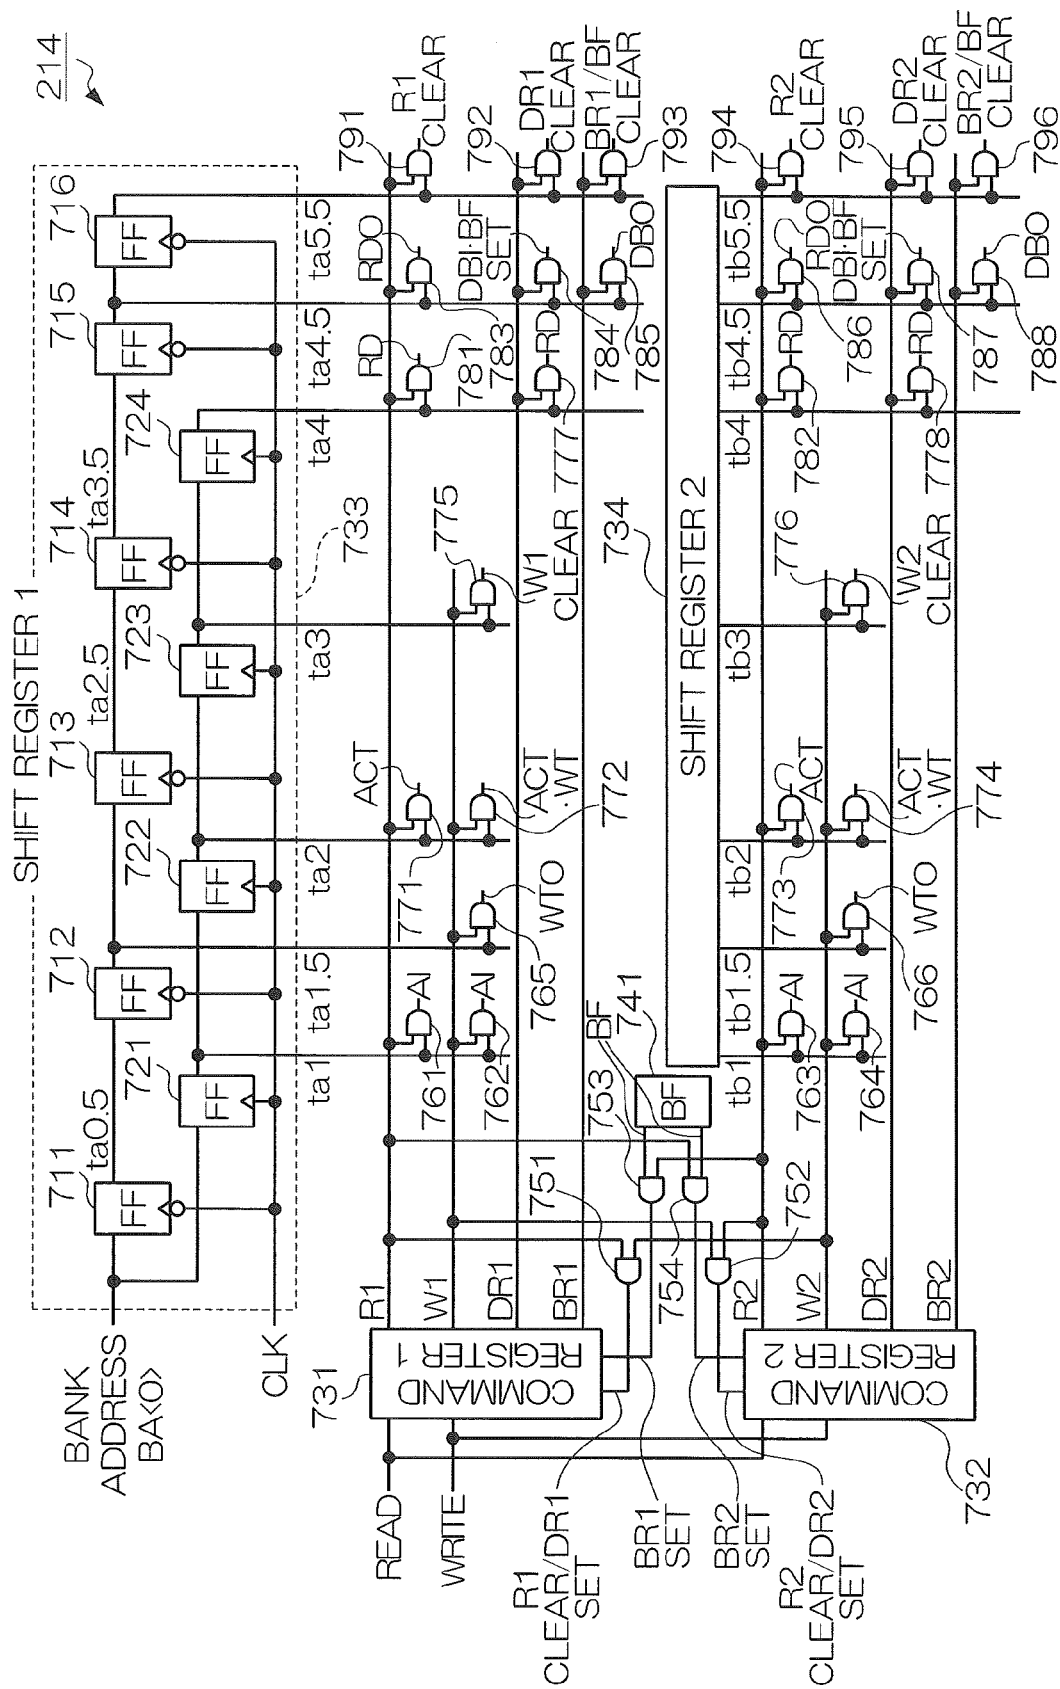 214
SHIFT REGISTER 1
711
ta0.5
712
713
ta2.5
714
ta3.5
715
716
FF
FF
FF
FF
FF
FF
721
722
723
724
FF
FF
FF
FF
733
BANK
ADDRESS
BA<0>
CLK
ta1
ta1.5
ta2
ta3
ta4
ta4.5
ta5.5
READ
WRITE
731
COMMAND
REGISTER 1
R1
W1
DR1
BR1
761
AI
762
AI
765
WTO
771
ACT
772
ACT
·WT
775
W1
CLEAR
RD
781
777
RD
RDO
783
DBI·BF
SET
784
785
DBO
791
R1
CLEAR
792
DR1
CLEAR
BR1/BF
CLEAR
793
R1
CLEAR/DR1
SET
BR1
SET
BR2
SET
R2
CLEAR/DR2
SET
751
753
BF
741
BF
754
752
734
SHIFT REGISTER 2
tb1
tb1.5
tb2
tb3
tb4
tb4.5
tb5.5
732
COMMAND
REGISTER 2
R2
W2
DR2
BR2
763
AI
764
AI
766
WTO
773
ACT
774
ACT
·WT
776
W2
CLEAR
782
RD
778
RD
786
RDO
DBI·BF
SET
787
788
DBO
794
R2
CLEAR
795
DR2
CLEAR
BR2/BF
CLEAR
796